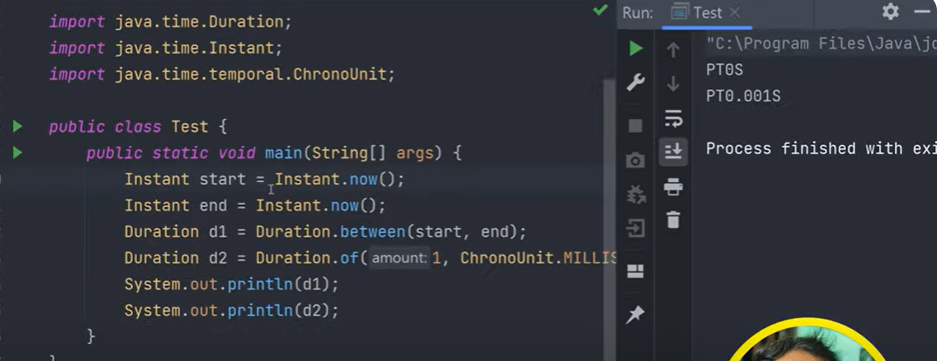 import java.time.Duration;
import java.time.Instant;
import java.time.temporal.ChronoUnit;
public class Test {
public static void main(String[] args) {
Instant start = Instant.now();
Instant end = Instant.now();
Duration d1 = Duration.between(start, end);
Duration d2 = Duration.of( amount: 1, ChronoUnit.MILLIS
System.out.println(d1);
System.out.println(d2);
}
Run: Test
"C:\Program Files\Java\
PT0S
PT0.001S
Process finished with